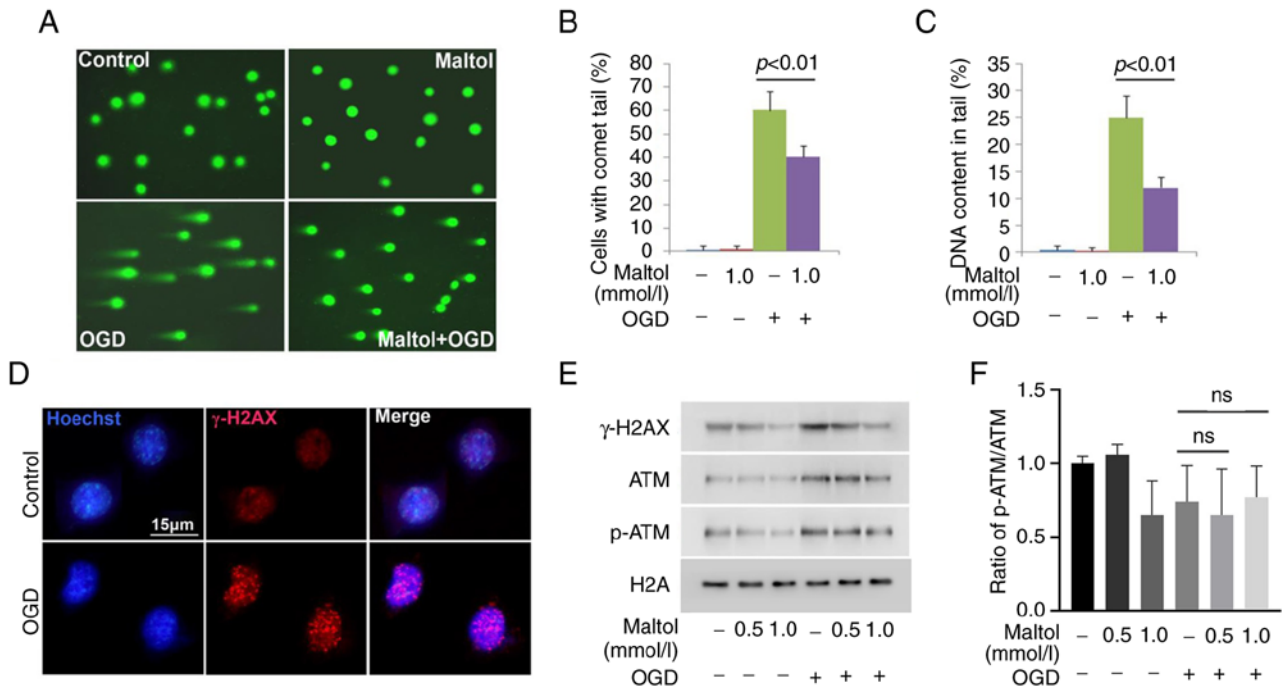 A
Control
Maltol
OGD
Maltol+OGD
B
Cells with comet tail (%)
80
70
60
50
40
30
20
10
0
p<0.01
Maltol (mmol/l)
– 1.0 – 1.0
OGD
– – + +
C
DNA content in tail (%)
35
30
25
20
15
10
5
0
p<0.01
Maltol (mmol/l)
– 1.0 – 1.0
OGD
– – + +
D
Hoechst
γ-H2AX
Merge
Control
15μm
OGD
E
γ-H2AX
ATM
p-ATM
H2A
Maltol (mmol/l)
– 0.5 1.0 – 0.5 1.0
OGD
– – – + + +
F
Ratio of p-ATM/ATM
1.5
1.0
0.5
0.0
ns
ns
Maltol (mmol/l)
– 0.5 1.0 – 0.5 1.0
OGD
– – – + + +